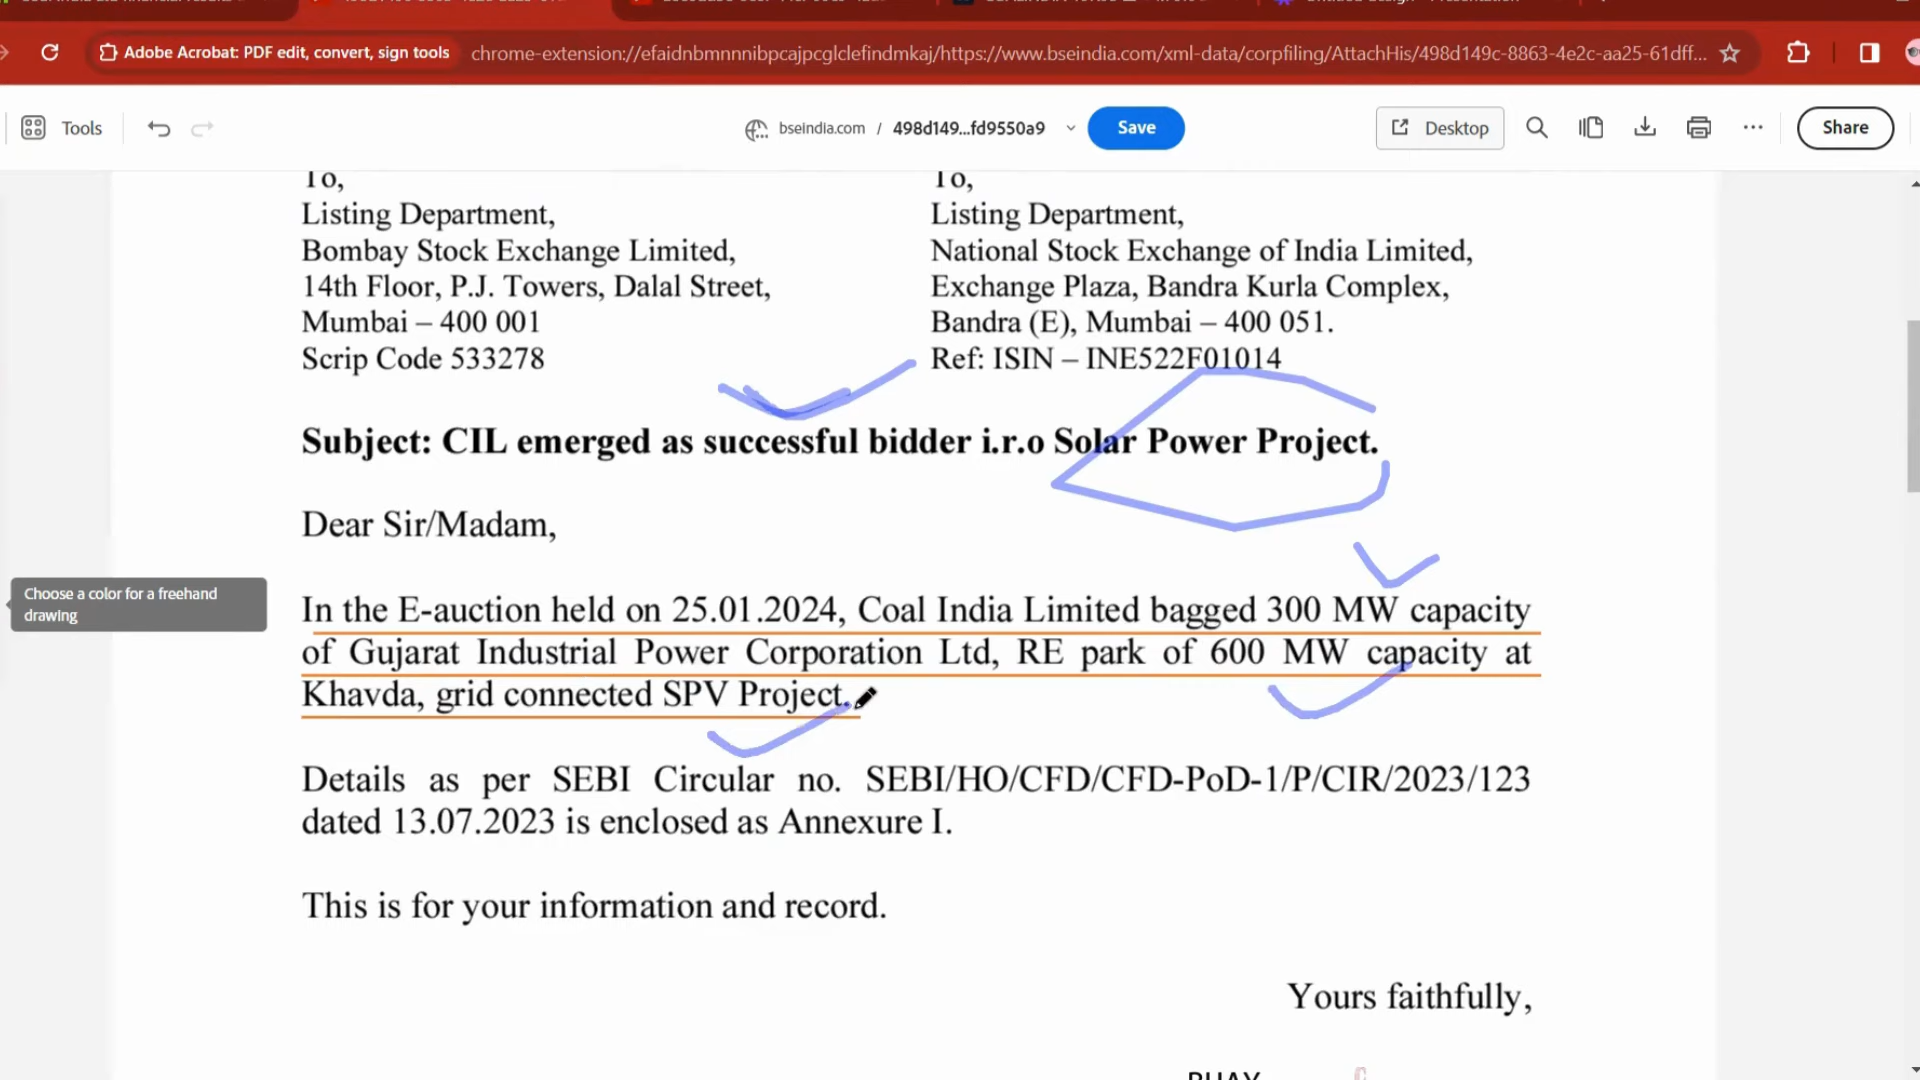 Adobe Acrobat: PDF edit, convert, sign tools
chrome-extension://efaidnbmnnnibpcajpcglclefindmkaj/https://www.bseindia.com/xml-data/corpfiling/AttachHis/498d149c-8863-4e2c-aa25-61dff...
Tools
bseindia.com / 498d149...fd9550a9
Save
Desktop
Share
To,
Listing Department,
Bombay Stock Exchange Limited,
14th Floor, P.J. Towers, Dalal Street,
Mumbai – 400 001
Scrip Code 533278
To,
Listing Department,
National Stock Exchange of India Limited,
Exchange Plaza, Bandra Kurla Complex,
Bandra (E), Mumbai – 400 051.
Ref: ISIN – INE522F01014
Subject: CIL emerged as successful bidder i.r.o Solar Power Project.
Dear Sir/Madam,
Choose a color for a freehand
drawing
In the E-auction held on 25.01.2024, Coal India Limited bagged 300 MW capacity
of Gujarat Industrial Power Corporation Ltd, RE park of 600 MW capacity at
Khavda, grid connected SPV Project.
Details as per SEBI Circular no. SEBI/HO/CFD/CFD-PoD-1/P/CIR/2023/123
dated 13.07.2023 is enclosed as Annexure I.
This is for your information and record.
Yours faithfully,